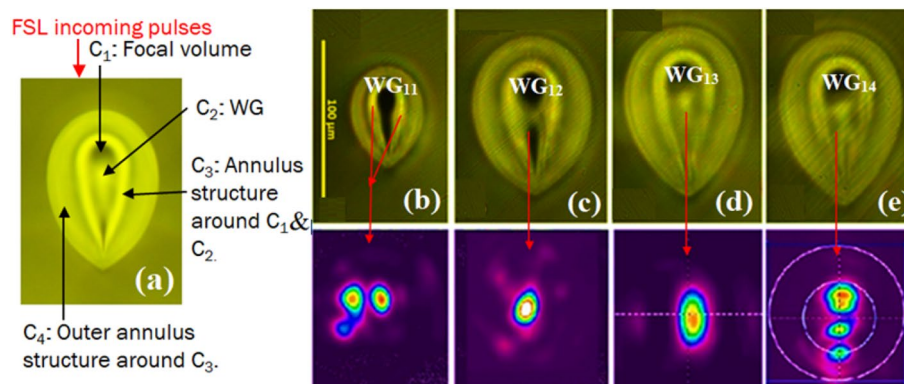 FSL incoming pulses
C₁: Focal volume
C₂: WG
C₃: Annulus
structure
around C₁ &
C₂.
(a)
C₄: Outer annulus
structure around C₃.
100 µm
WG₁₁
(b)
WG₁₂
(c)
WG₁₃
(d)
WG₁₄
(e)